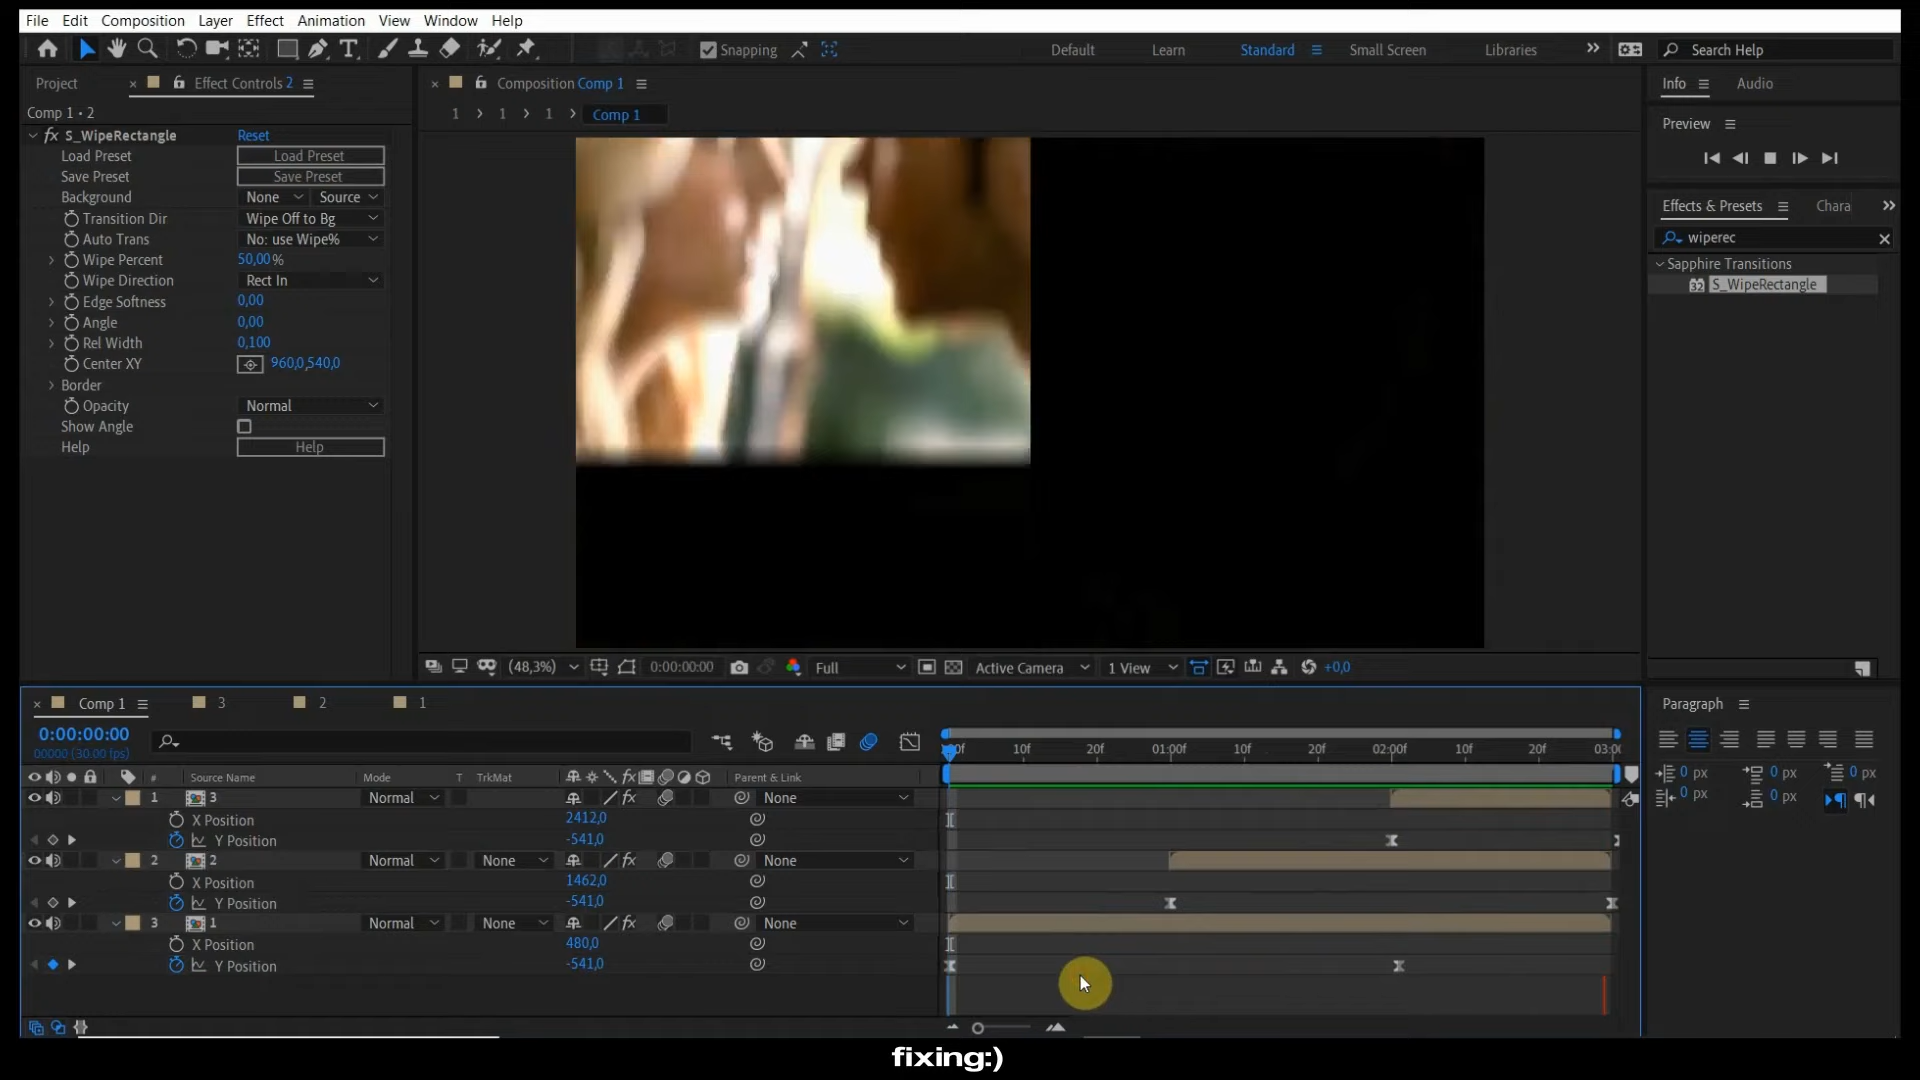 File Edit Composition Layer Effect Animation View Window Help
Snapping Default Learn Standard Small Screen Libraries Search Help
Project Effect Controls 2
Comp 1 • 2
fx S_WipeRectangle Reset
Load Preset Load Preset
Save Preset Save Preset
Background None Source
Transition Dir Wipe Off to Bg
Auto Trans No: use Wipe%
Wipe Percent 50,00 %
Wipe Direction Rect In
Edge Softness 0,00
Angle 0,00
Rel Width 0,100
Center XY 960,0,540,0
Border
Opacity Normal
Show Angle
Help Help
Composition Comp 1
1 > 1 > 1 > Comp 1
(48,3%) 0:00:00:00 Full Active Camera 1 View +0,0
Info Audio
Preview
Effects & Presets Chara
wiperec
Sapphire Transitions
S_WipeRectangle
Comp 1 3 2 1
0:00:00:00
00000 (30.00 fps)
:00f 10f 20f 01:00f 10f 20f 02:00f 10f 20f 03:00
# Source Name Mode T TrkMat Parent & Link
1 3 Normal None
X Position 2412,0
Y Position -541,0
2 2 Normal None None
X Position 1462,0
Y Position -541,0
3 1 Normal None None
X Position 480,0
Y Position -541,0
Paragraph
0 px 0 px 0 px
0 px 0 px
fixing:)